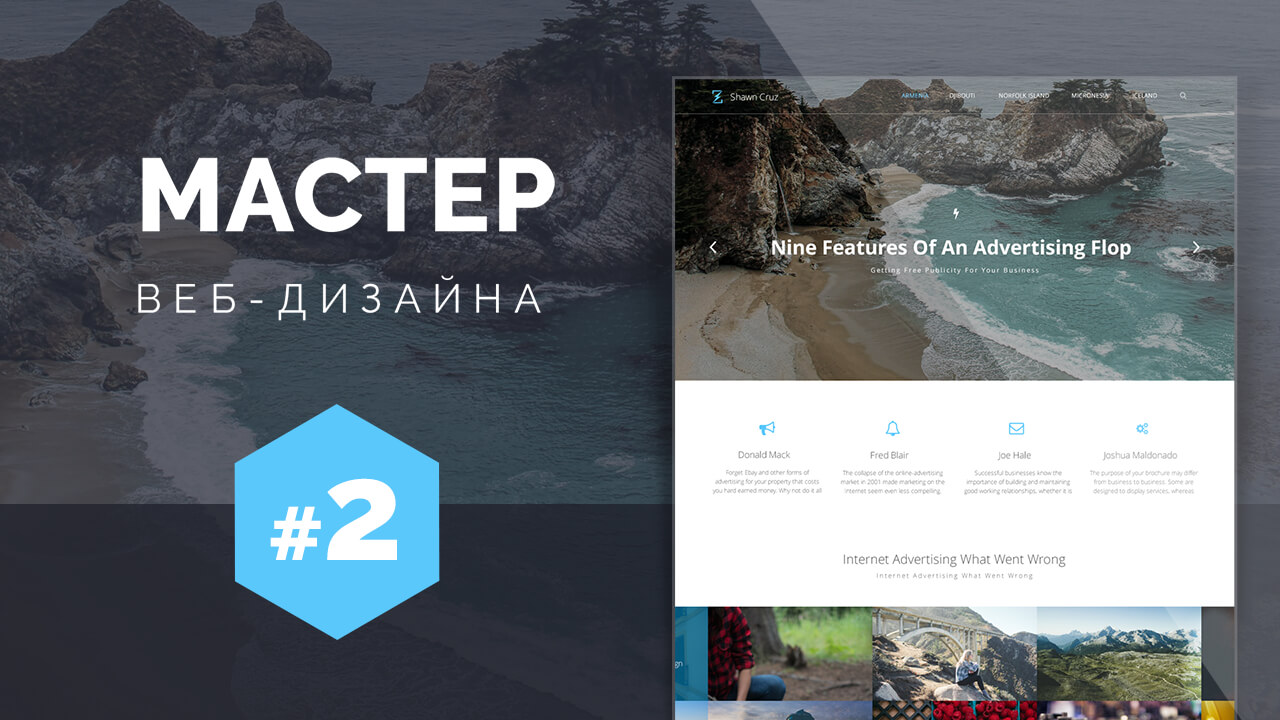 МАСТЕР
ВЕБ-ДИЗАЙНА
#2
Shawn Cruz
ARMENIA DJIBOUTI NORFOLK ISLAND MICRONESIA ICELAND
Nine Features Of An Advertising Flop
Getting Free Publicity For Your Business
Donald Mack
Forget Ebay and other forms of
advertising for your property that costs
you hard earned money. Why not do it all
Fred Blair
The collapse of the online-advertising
market in 2001 made marketing on the
Internet seem even less compelling.
Joe Hale
Successful businesses know the
importance of building and maintaining
good working relationships, whether it is
Joshua Maldonado
The purpose of your brochure may differ
from business to business. Some are
designed to display services, whereas
Internet Advertising What Went Wrong
Internet Advertising What Went Wrong
gn